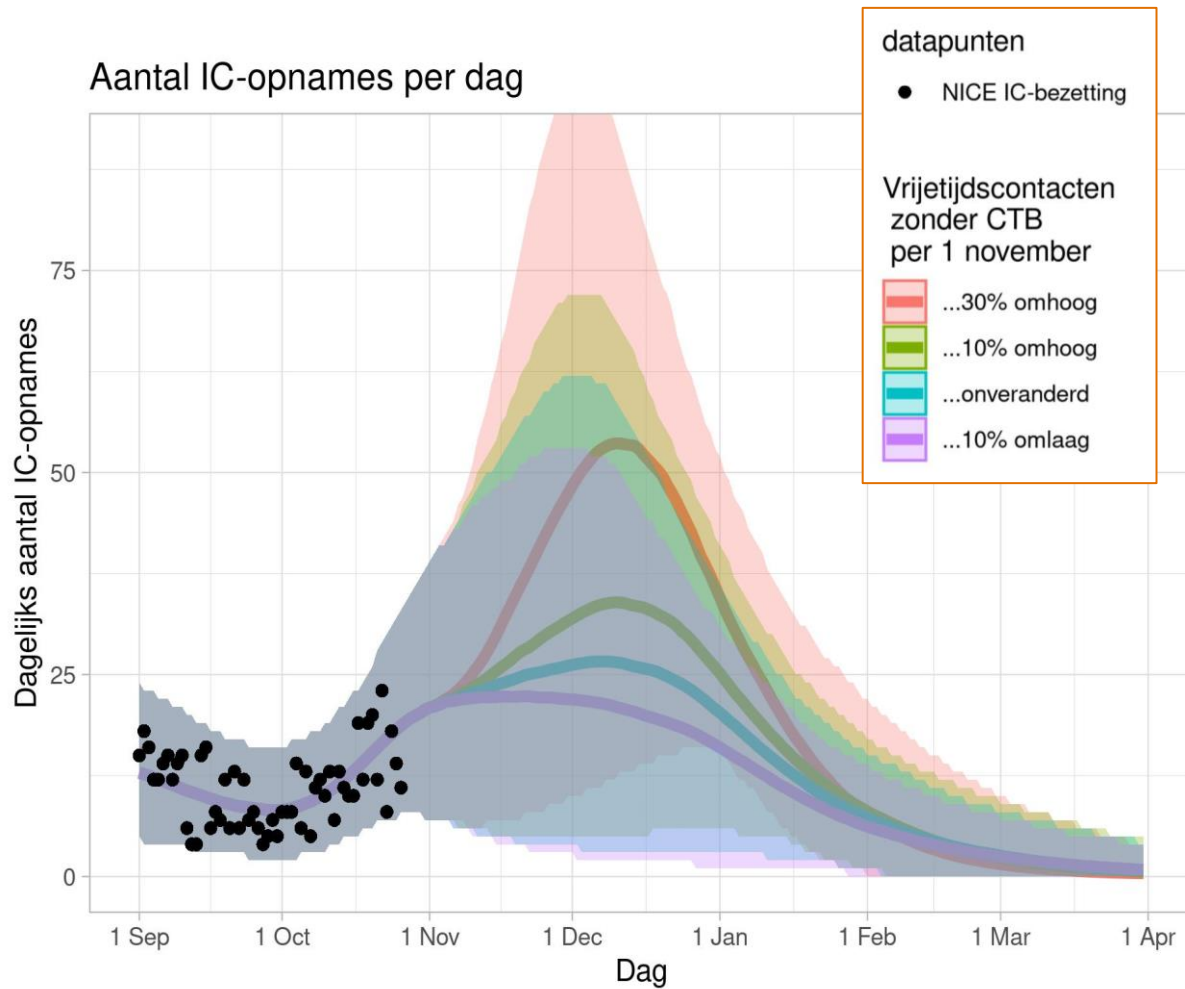 Aantal IC-opnames per dag
datapunten
NICE IC-bezetting
Vrijetijdscontacten
zonder CTB
per 1 november
...30% omhoog
...10% omhoog
...onveranderd
...10% omlaag
Dagelijks aantal IC-opnames
75
50
25
0
1 Sep
1 Oct
1 Nov
1 Dec
1 Jan
1 Feb
1 Mar
1 Apr
Dag